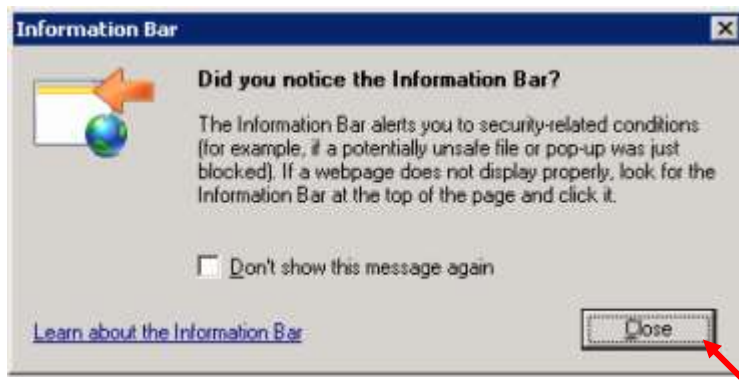 Information Bar
Did you notice the Information Bar?
The Information Bar alerts you to security-related conditions
(for example, if a potentially unsafe file or pop-up was just
blocked). If a webpage does not display properly, look for the
Information Bar at the top of the page and click it.
Don't show this message again
Learn about the Information Bar
Close